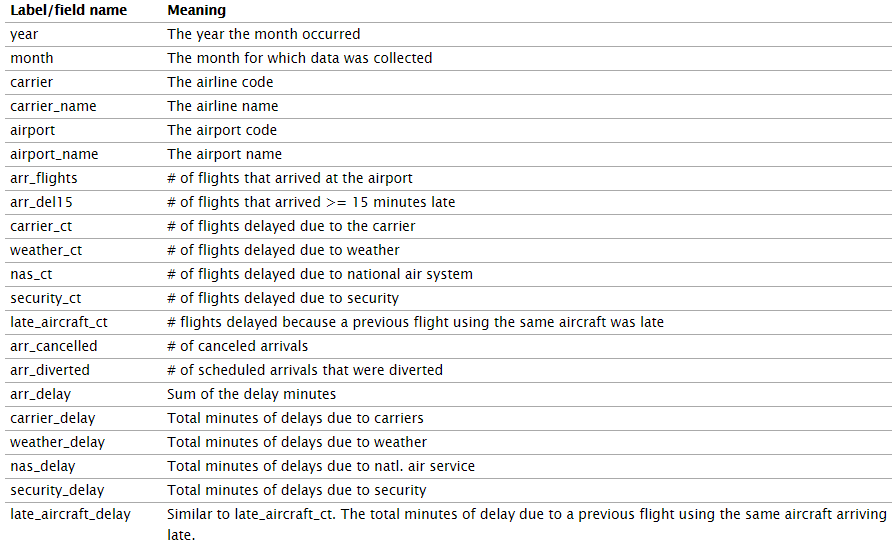 Label/field name Meaning
year The year the month occurred
month The month for which data was collected
carrier The airline code
carrier_name The airline name
airport The airport code
airport_name The airport name
arr_flights # of flights that arrived at the airport
arr_del15 # of flights that arrived >= 15 minutes late
carrier_ct # of flights delayed due to the carrier
weather_ct # of flights delayed due to weather
nas_ct # of flights delayed due to national air system
security_ct # of flights delayed due to security
late_aircraft_ct # flights delayed because a previous flight using the same aircraft was late
arr_cancelled # of canceled arrivals
arr_diverted # of scheduled arrivals that were diverted
arr_delay Sum of the delay minutes
carrier_delay Total minutes of delays due to carriers
weather_delay Total minutes of delays due to weather
nas_delay Total minutes of delays due to natl. air service
security_delay Total minutes of delays due to security
late_aircraft_delay Similar to late_aircraft_ct. The total minutes of delay due to a previous flight using the same aircraft arriving
late.